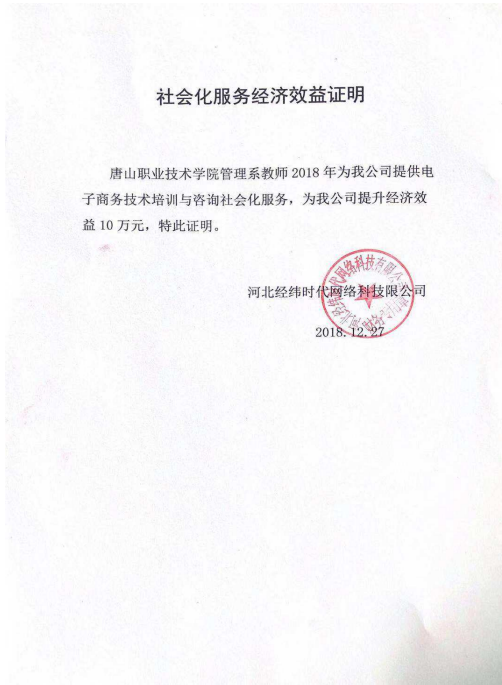 社会化服务经济效益证明
唐山职业技术学院管理系教师 2018 年为我公司提供电
子商务技术培训与咨询社会化服务，为我公司提升经济效
益 10 万元，特此证明。
河北经纬时代网络科技限公司
2018.12.27